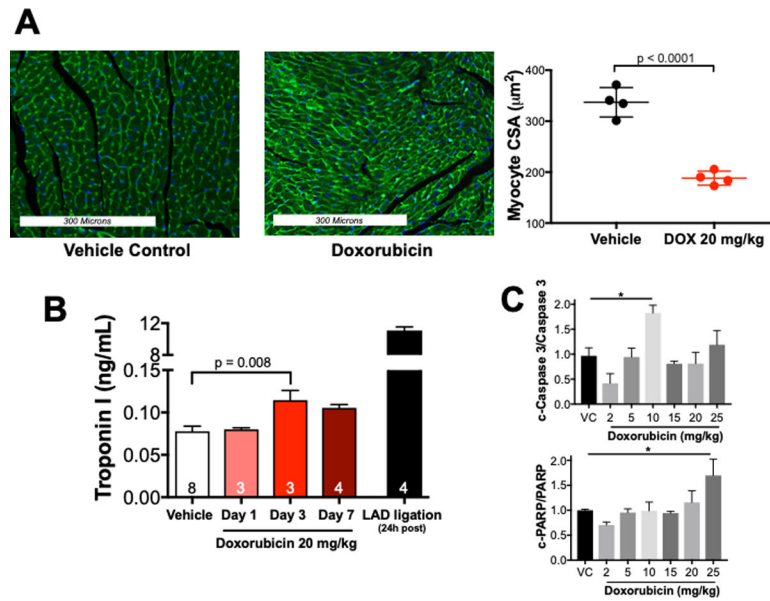 A
300 Microns
Vehicle Control
300 Microns
Doxorubicin
p < 0.0001
Myocyte CSA (μm²)
400
300
200
100
Vehicle
DOX 20 mg/kg
B
Troponin I (ng/mL)
12
8
0.15
0.10
0.05
0.00
p = 0.008
8
3
3
4
4
Vehicle
Day 1
Day 3
Day 7
LAD ligation
(24h post)
Doxorubicin 20 mg/kg
C
c-Caspase 3/Caspase 3
2.0
1.5
1.0
0.5
*
VC 2 5 10 15 20 25
Doxorubicin (mg/kg)
c-PARP/PARP
2.0
1.5
1.0
0.5
0.0
*
VC 2 5 10 15 20 25
Doxorubicin (mg/kg)